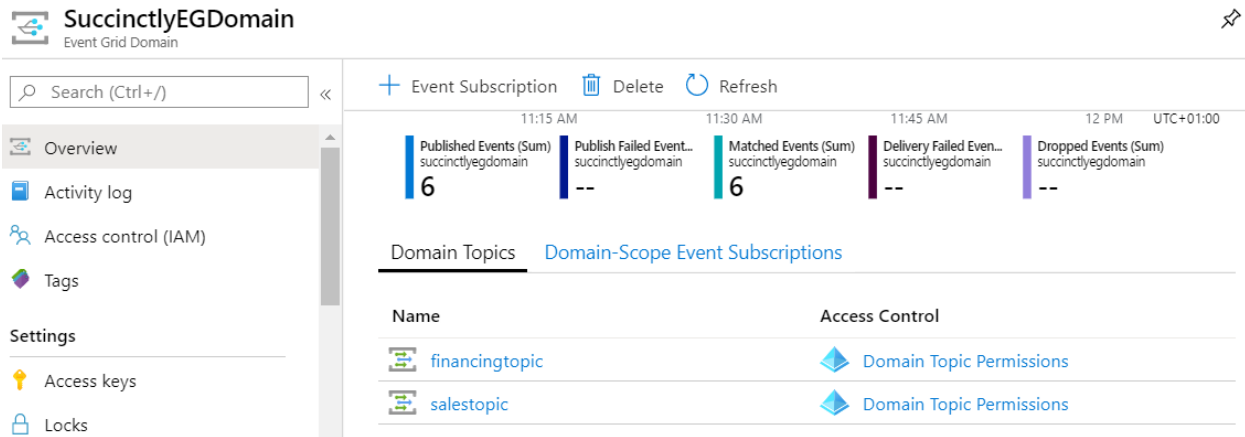 SuccinctlyEGDomain
Event Grid Domain
Search (Ctrl+/)
«
Overview
Activity log
Access control (IAM)
Tags
Settings
Access keys
Locks
Event Subscription Delete Refresh
11:15 AM 11:30 AM 11:45 AM 12 PM UTC+01:00
Published Events (Sum) Publish Failed Event... Matched Events (Sum) Delivery Failed Even... Dropped Events (Sum)
succinctlyegdomain succinctlyegdomain succinctlyegdomain succinctlyegdomain succinctlyegdomain
6 -- 6 -- --
Domain Topics Domain-Scope Event Subscriptions
Name Access Control
financingtopic Domain Topic Permissions
salestopic Domain Topic Permissions